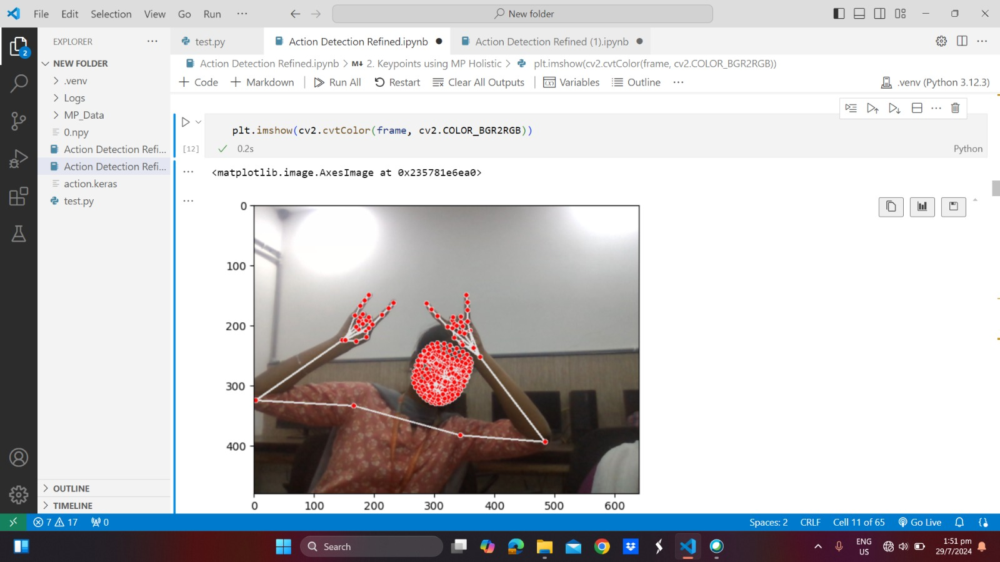 File Edit Selection View Go Run ··· New folder
EXPLORER ···
NEW FOLDER
.venv
Logs
MP_Data
0.npy
Action Detection Refi...
Action Detection Refi...
action.keras
test.py
OUTLINE
TIMELINE
2
test.py Action Detection Refined.ipynb Action Detection Refined (1).ipynb
Action Detection Refined.ipynb > M↓ 2. Keypoints using MP Holistic > plt.imshow(cv2.cvtColor(frame, cv2.COLOR_BGR2RGB))
+ Code + Markdown Run All Restart Clear All Outputs Variables Outline ··· .venv (Python 3.12.3)
plt.imshow(cv2.cvtColor(frame, cv2.COLOR_BGR2RGB))
[12] ✓ 0.2s Python
<matplotlib.image.AxesImage at 0x235781e6ea0>
0
100
200
300
400
0 100 200 300 400 500 600
7 17 0 Spaces: 2 CRLF Cell 11 of 65 Go Live
Search
ENG
US
1:51 pm
29/7/2024